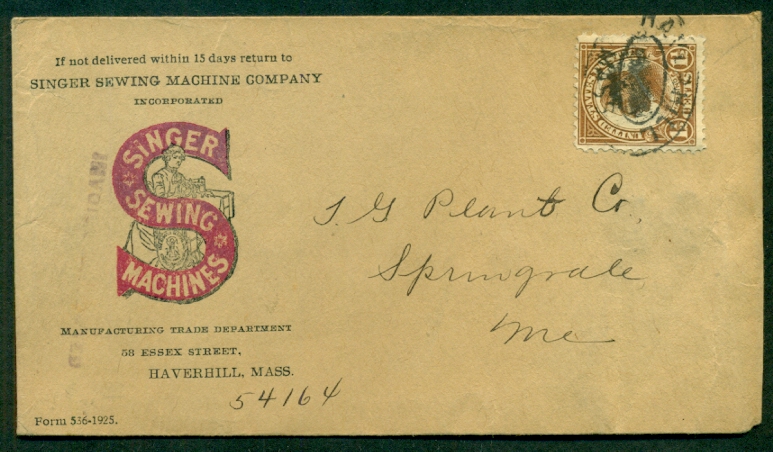 If not delivered within 15 days return to
SINGER SEWING MACHINE COMPANY
INCORPORATED
SINGER
SEWING
MACHINES
MANUFACTURING TRADE DEPARTMENT
58 ESSEX STREET,
HAVERHILL, MASS.
54164
Form 536-1925.
T. G Plant Co.,
Springvale
Me